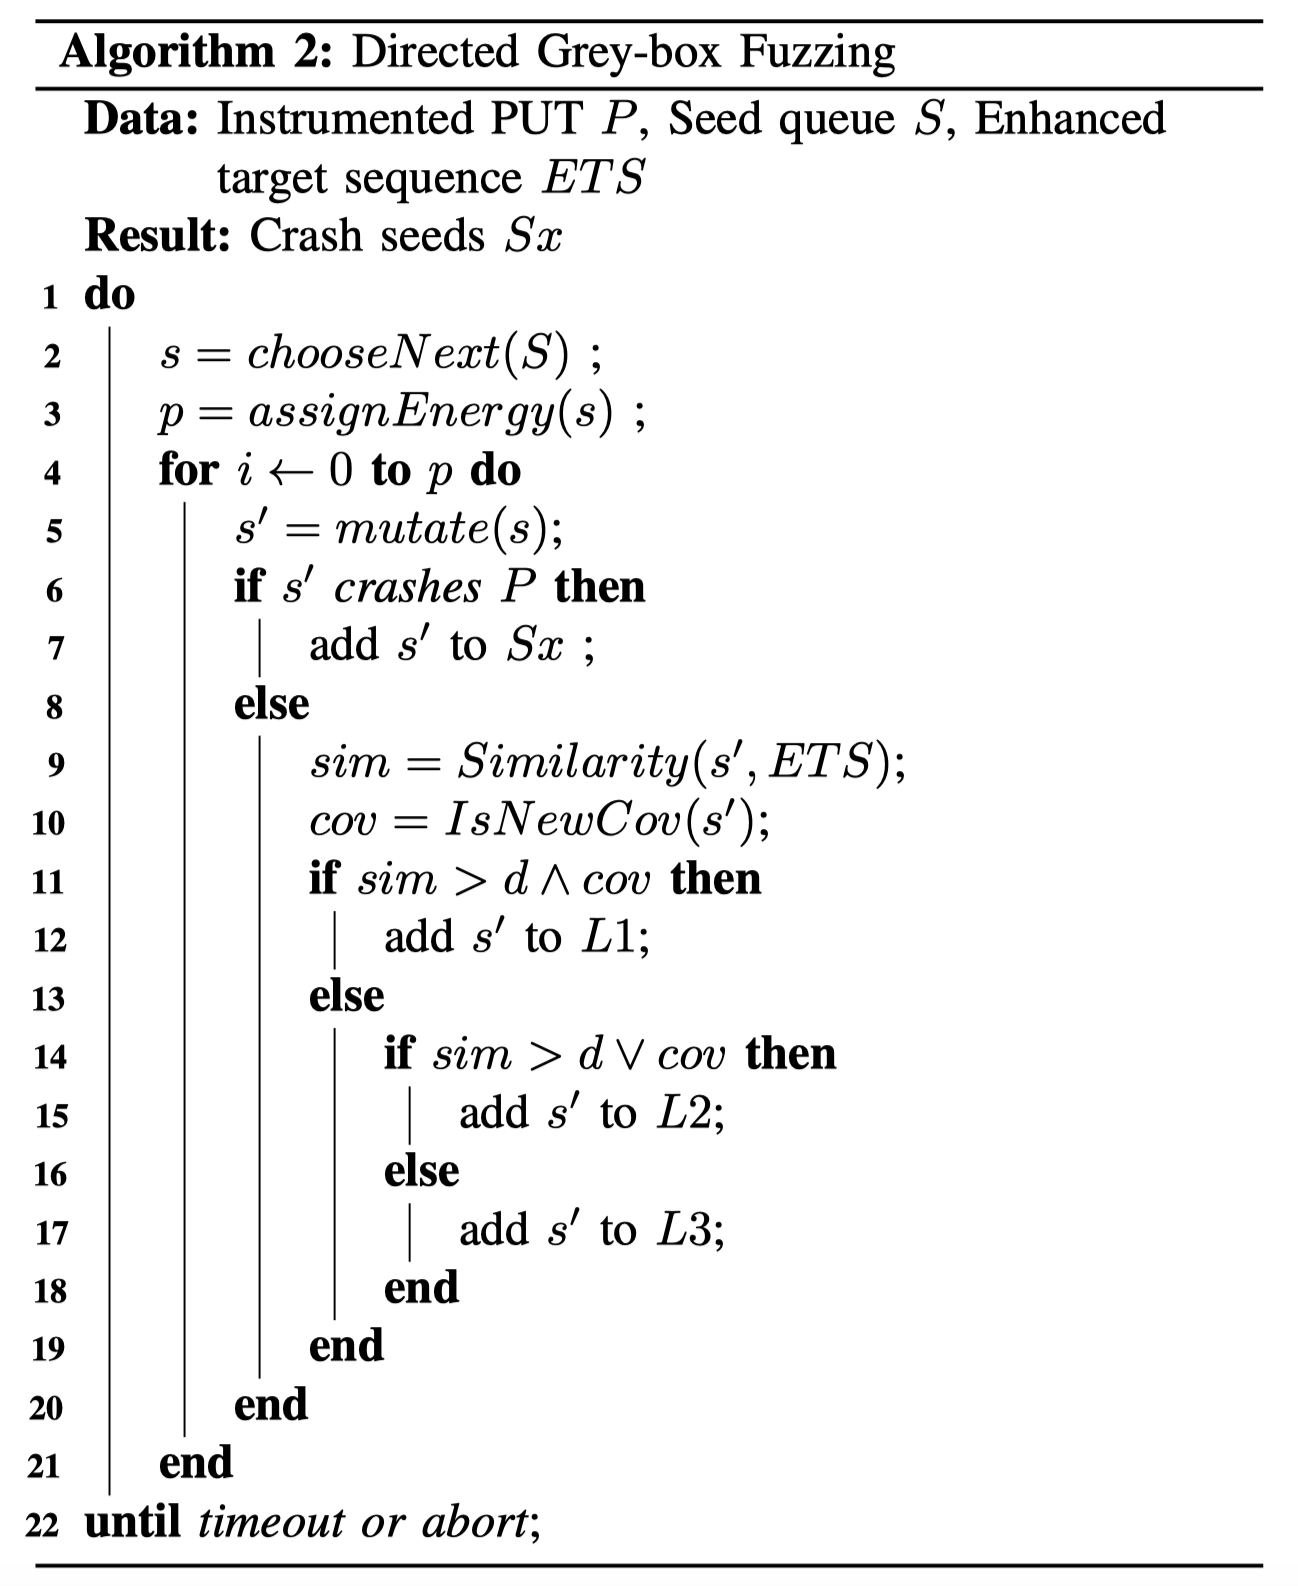 Algorithm 2: Directed Grey-box Fuzzing
Data: Instrumented PUT P, Seed queue S, Enhanced
target sequence ETS
Result: Crash seeds Sx
1 do
2 s = chooseNext(S) ;
3 p = assignEnergy(s) ;
4 for i ← 0 to p do
5 s′ = mutate(s);
6 if s′ crashes P then
7 add s′ to Sx ;
8 else
9 sim = Similarity(s′, ETS);
10 cov = IsNewCov(s′);
11 if sim > d ∧ cov then
12 add s′ to L1;
13 else
14 if sim > d ∨ cov then
15 add s′ to L2;
16 else
17 add s′ to L3;
18 end
19 end
20 end
21 end
22 until timeout or abort;